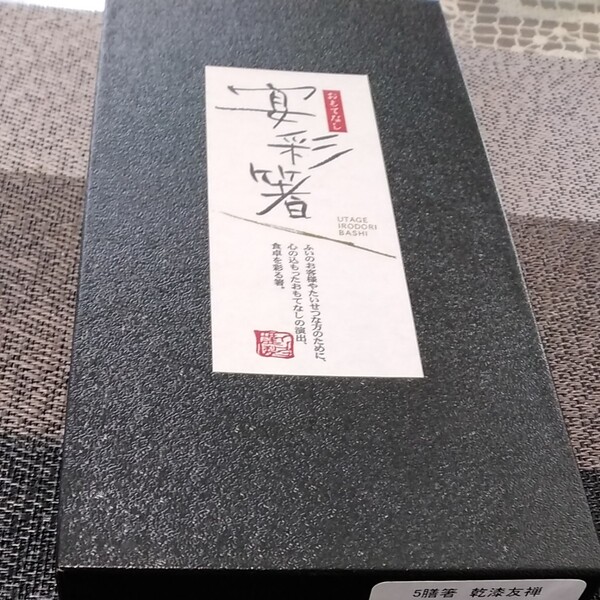 おもてなし
宴彩箸
UTAGE
IRODORI
BASHI
ふいのお客様やたいせつな方のために、
心の込もったおもてなしの演出、
食卓を彩る箸。
5膳箸 乾漆友禅